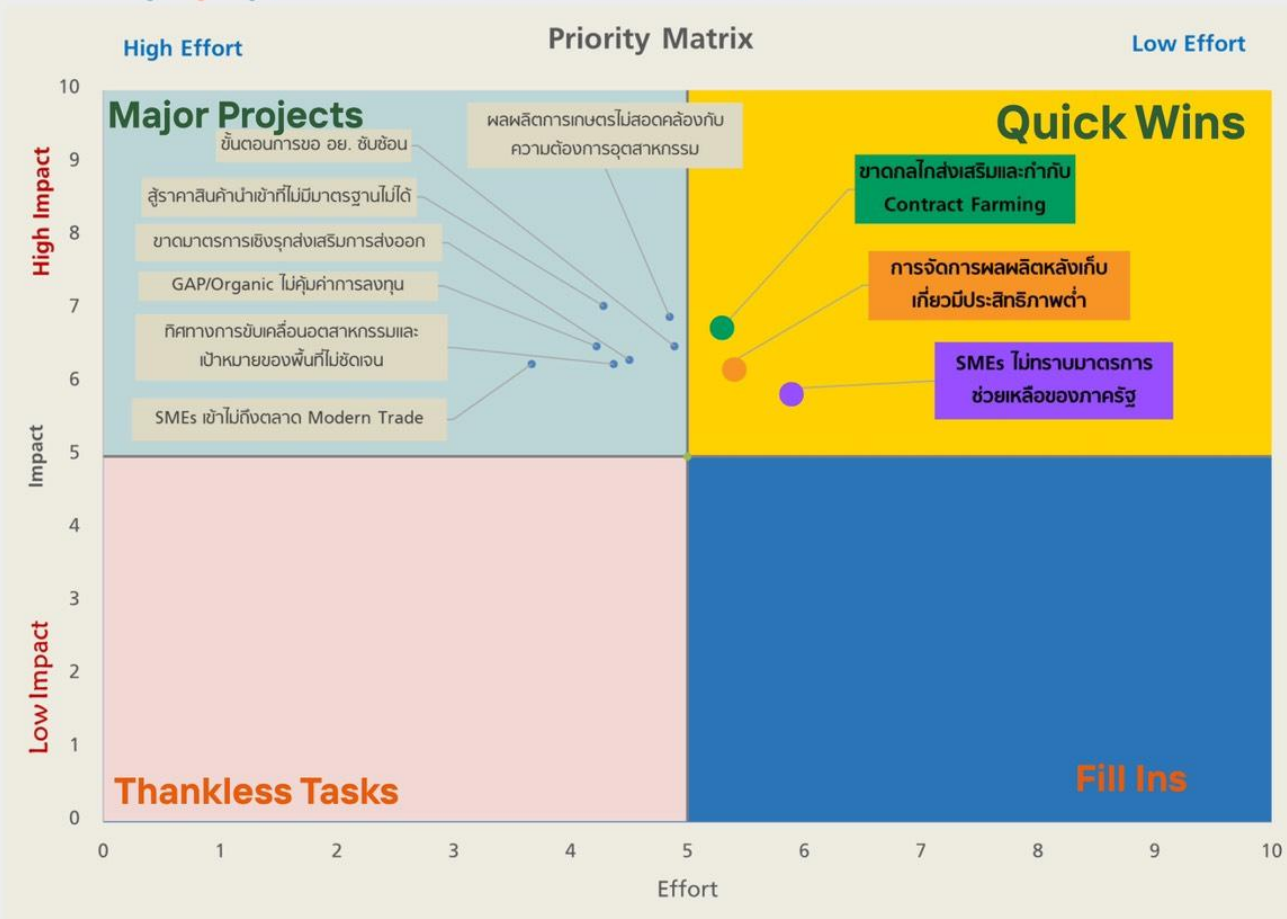 Priority Matrix
High Effort
Low Effort
Major Projects
Quick Wins
ขั้นตอนการขอ อย. ซับซ้อน
ผลผลิตการเกษตรไม่สอดคล้องกับ
ความต้องการอุตสาหกรรม
สู้ราคาสินค้านำเข้าที่ไม่มีมาตรฐานไม่ได้
ขาดมาตรการเชิงรุกส่งเสริมการส่งออก
GAP/Organic ไม่คุ้มค่าการลงทุน
ทิศทางการขับเคลื่อนอตสาหกรรมและ
เป้าหมายของพื้นที่ไม่ชัดเจน
SMEs เข้าไม่ถึงตลาด Modern Trade
ขาดกลไกส่งเสริมและกำกับ
Contract Farming
การจัดการผลผลิตหลังเก็บ
เกี่ยวมีประสิทธิภาพต่ำ
SMEs ไม่ทราบมาตรการ
ช่วยเหลือของภาครัฐ
Thankless Tasks
Fill Ins
High Impact
Impact
Low Impact
10
9
8
7
6
5
4
3
2
1
0
0 1 2 3 4 5 6 7 8 9 10
Effort